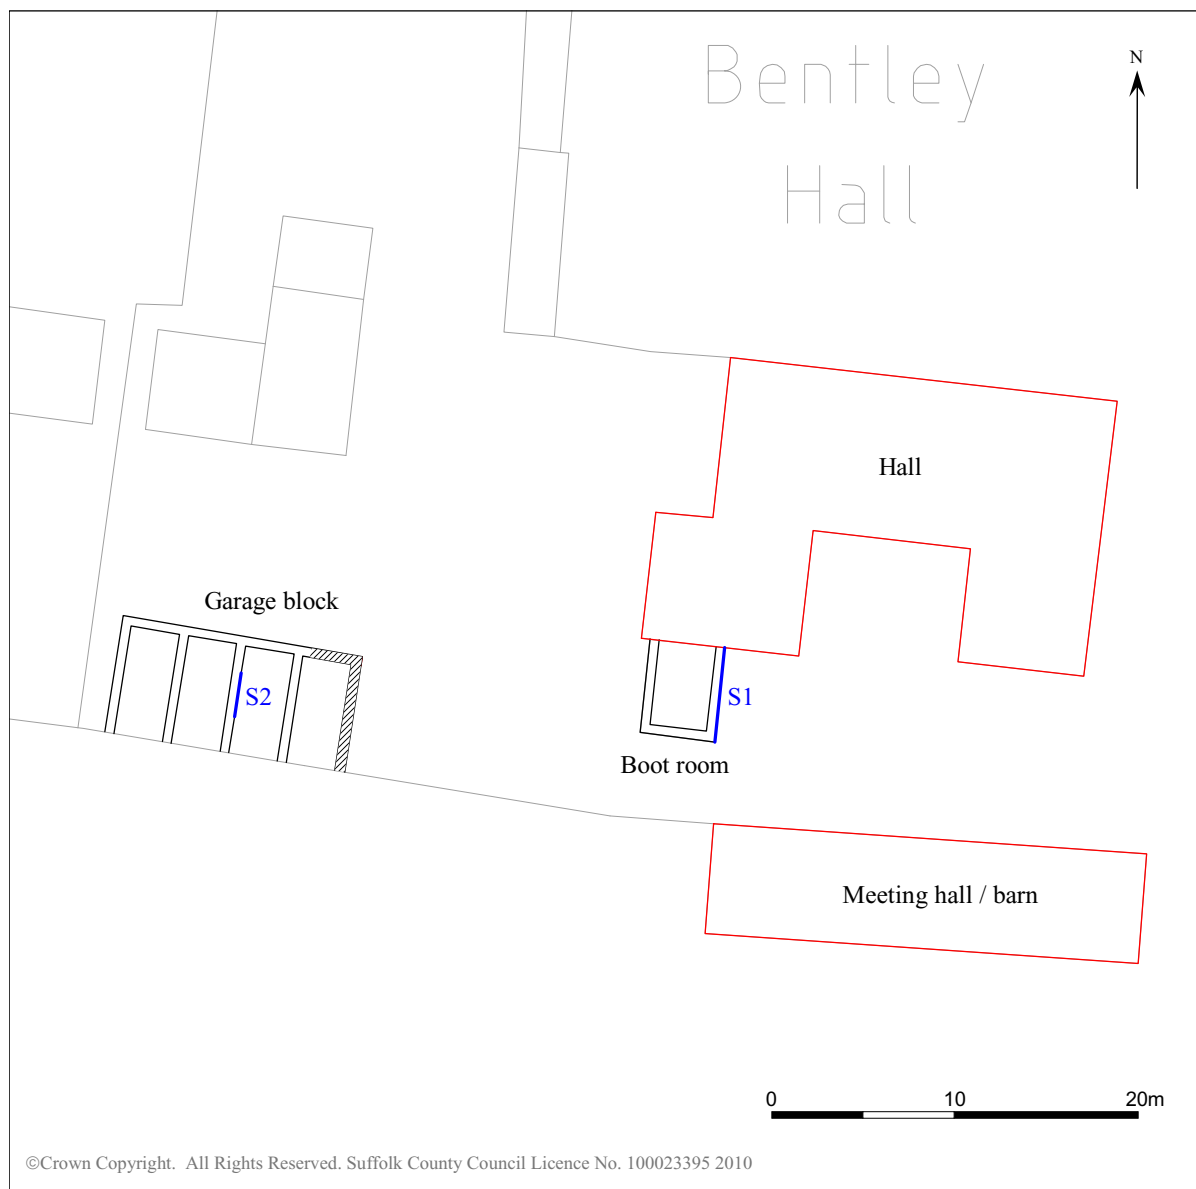 Bentley
Hall
N
Hall
Garage block
S2
S1
Boot room
Meeting hall / barn
0 10 20m
©Crown Copyright. All Rights Reserved. Suffolk County Council Licence No. 100023395 2010